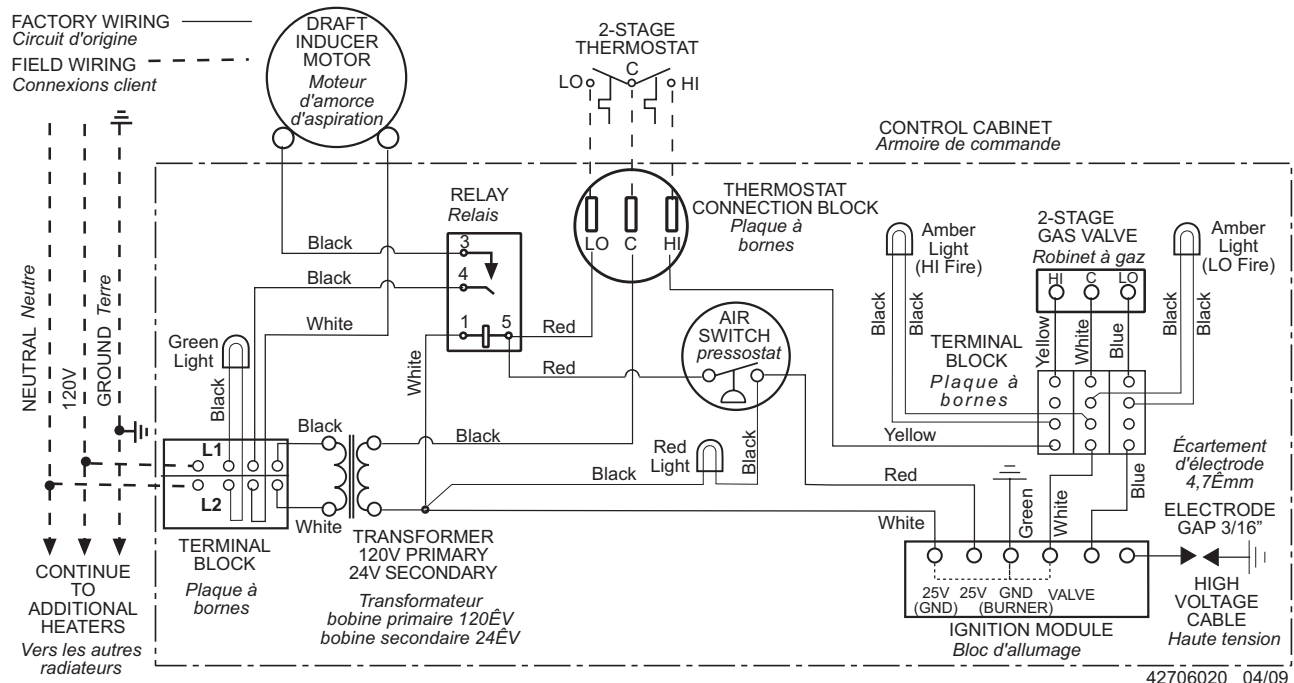 FACTORY WIRING
Circuit d'origine
FIELD WIRING
Connexions client
DRAFT
INDUCER
MOTOR
Moteur
d'amorce
d'aspiration
2-STAGE
THERMOSTAT
LO
C
HI
CONTROL CABINET
Armoire de commande
RELAY
Relais
3
4
1
5
THERMOSTAT
CONNECTION BLOCK
Plaque à
bornes
LO
C
HI
Amber
Light
(HI Fire)
2-STAGE
GAS VALVE
Robinet à gaz
HI
C
LO
Amber
Light
(LO Fire)
Black
Black
White
Red
Red
AIR
SWITCH
pressostat
Black
Black
Black
Black
Yellow
White
Blue
TERMINAL
BLOCK
Plaque à
bornes
NEUTRAL Neutre
120V
GROUND Terre
Green
Light
Black
White
L1
L2
Black
White
Black
Black
Red
Light
Black
Yellow
Red
White
Green
White
Blue
Écartement
d'électrode
4,7Êmm
ELECTRODE
GAP 3/16”
TERMINAL
BLOCK
Plaque à
bornes
TRANSFORMER
120V PRIMARY
24V SECONDARY
Transformateur
bobine primaire 120ÊV
bobine secondaire 24ÊV
CONTINUE
TO
ADDITIONAL
HEATERS
Vers les autres
radiateurs
25V
(GND)
25V
GND
(BURNER)
VALVE
IGNITION MODULE
Bloc d'allumage
HIGH
VOLTAGE
CABLE
Haute tension
42706020 04/09